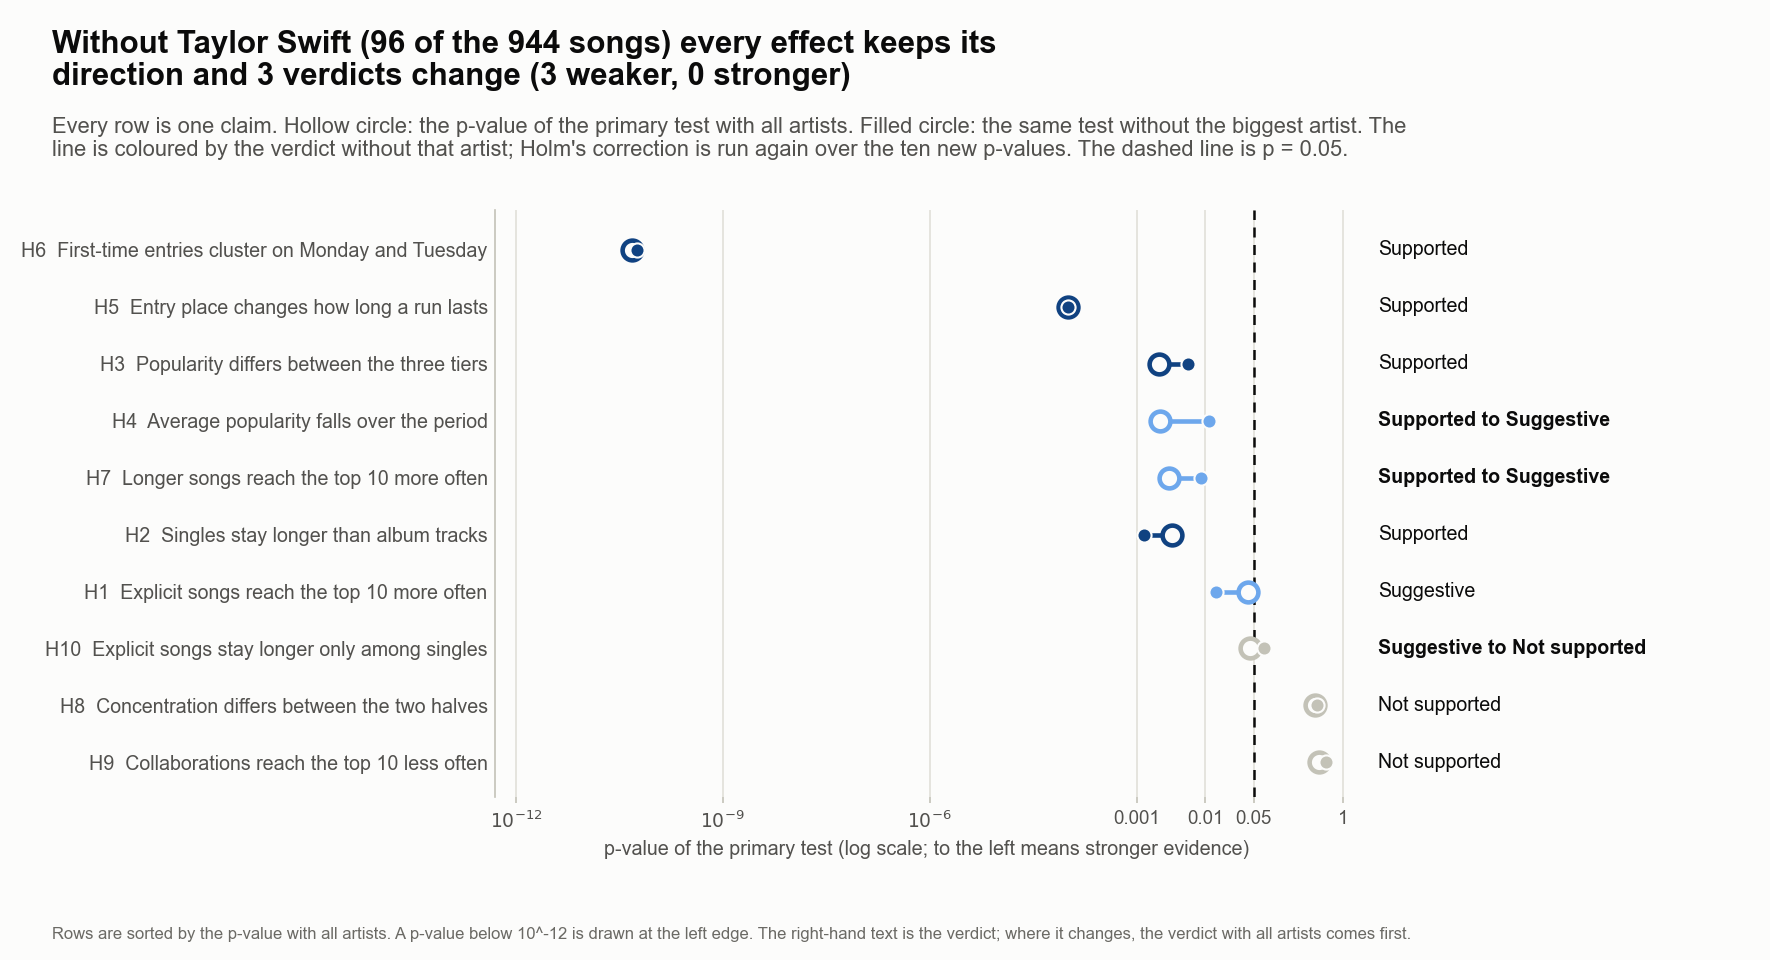 Without Taylor Swift (96 of the 944 songs) every effect keeps its
direction and 3 verdicts change (3 weaker, 0 stronger)
Every row is one claim. Hollow circle: the p-value of the primary test with all artists. Filled circle: the same test without the biggest artist. The
line is coloured by the verdict without that artist; Holm's correction is run again over the ten new p-values. The dashed line is p = 0.05.
H6 First-time entries cluster on Monday and Tuesday Supported
H5 Entry place changes how long a run lasts Supported
H3 Popularity differs between the three tiers Supported
H4 Average popularity falls over the period Supported to Suggestive
H7 Longer songs reach the top 10 more often Supported to Suggestive
H2 Singles stay longer than album tracks Supported
H1 Explicit songs reach the top 10 more often Suggestive
H10 Explicit songs stay longer only among singles Suggestive to Not supported
H8 Concentration differs between the two halves Not supported
H9 Collaborations reach the top 10 less often Not supported
10⁻¹² 10⁻⁹ 10⁻⁶ 0.001 0.01 0.05 1
p-value of the primary test (log scale; to the left means stronger evidence)
Rows are sorted by the p-value with all artists. A p-value below 10^-12 is drawn at the left edge. The right-hand text is the verdict; where it changes, the verdict with all artists comes first.